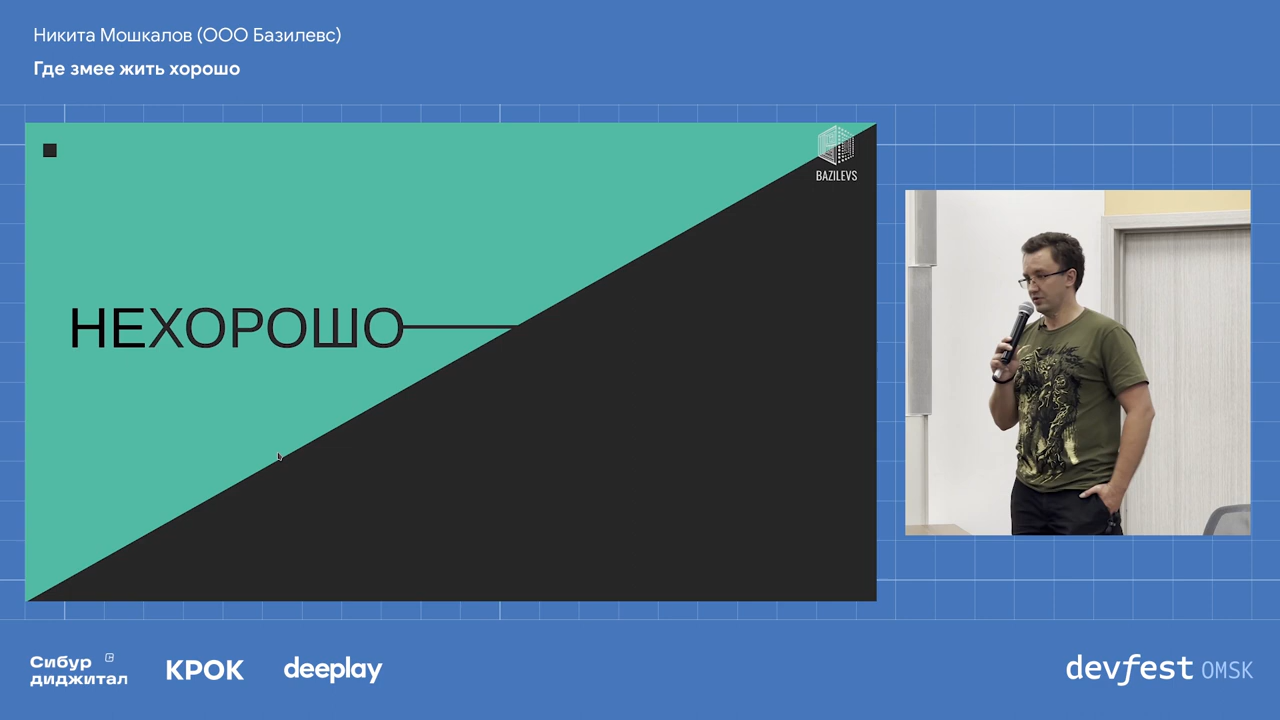 Никита Мошкалов (ООО Базилевс)
Где змее жить хорошо
BAZILEVS
НЕХОРОШО
Сибур
диджитал
КРОК
deeplay
devfest OMSK